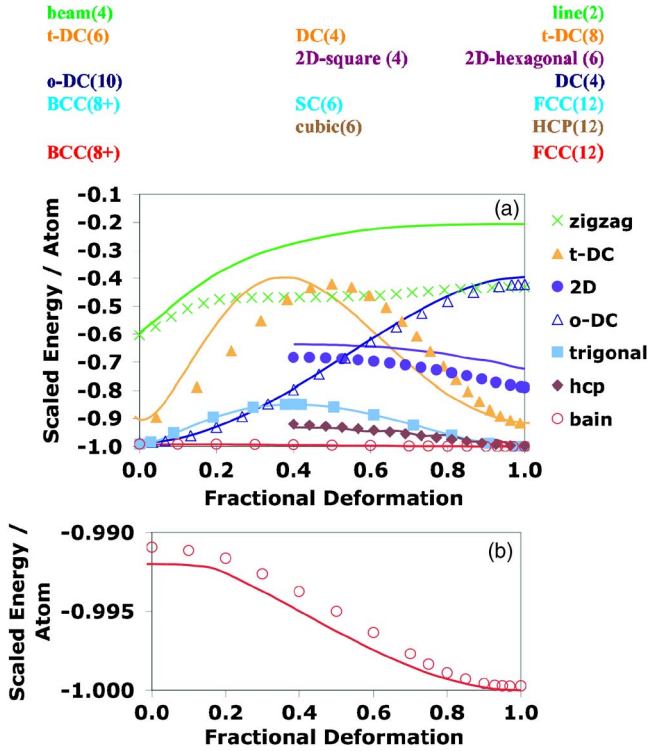 beam(4) line(2)
t-DC(6) DC(4) t-DC(8)
2D-square (4) 2D-hexagonal (6)
o-DC(10) DC(4)
BCC(8+) SC(6) FCC(12)
cubic(6) HCP(12)
BCC(8+) FCC(12)
(a)
Scaled Energy / Atom
-0.1
-0.2
-0.3
-0.4
-0.5
-0.6
-0.7
-0.8
-0.9
-1.0
0.0 0.2 0.4 0.6 0.8 1.0
Fractional Deformation
zigzag
t-DC
2D
o-DC
trigonal
hcp
bain
(b)
Scaled Energy /
Atom
-0.990
-0.995
-1.000
0.0 0.2 0.4 0.6 0.8 1.0
Fractional Deformation